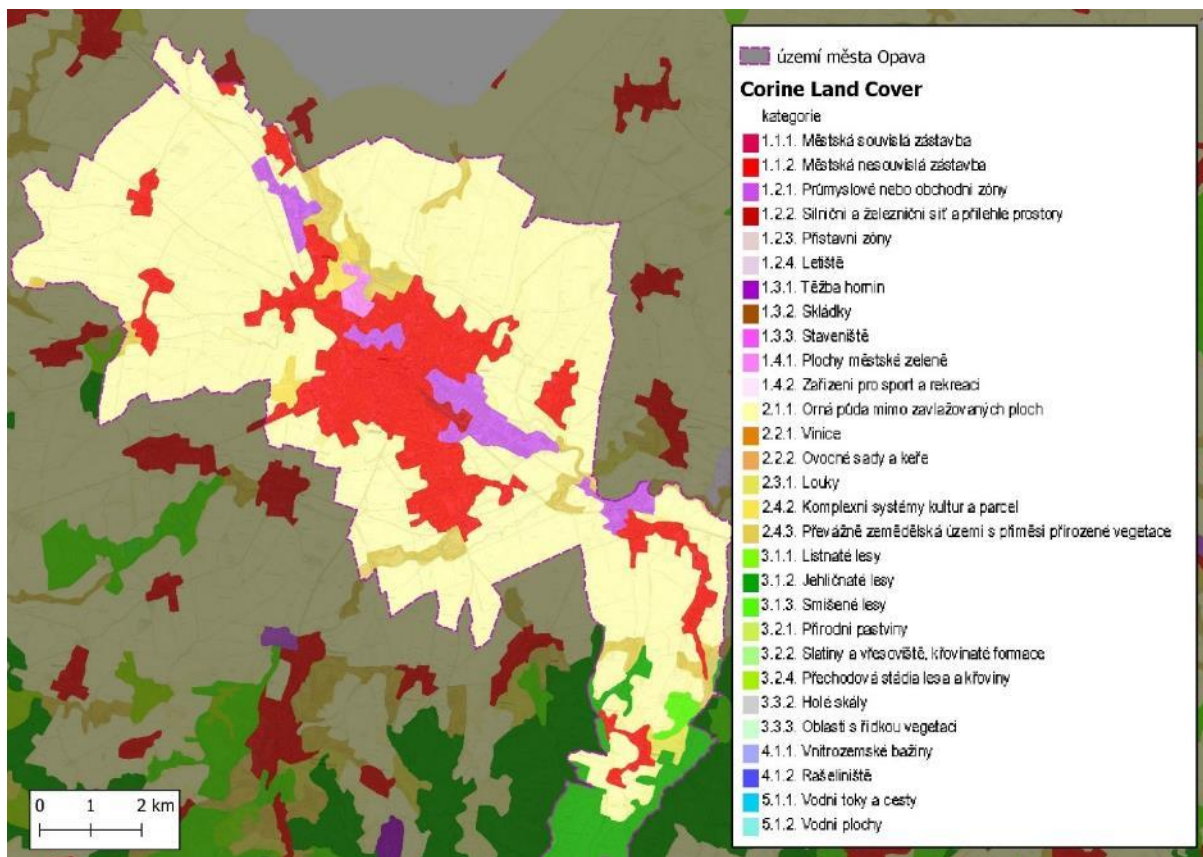 území města Opava
Corine Land Cover
kategorie
1.1.1. Městská souvislá zástavba
1.1.2. Městská nesouvislá zástavba
1.2.1. Průmyslové nebo obchodní zóny
1.2.2. Silniční a železniční síť a přilehlé prostory
1.2.3. Přístavní zóny
1.2.4. Letiště
1.3.1. Těžba hornin
1.3.2. Skládky
1.3.3. Staveniště
1.4.1. Plochy městské zeleně
1.4.2. Zařízení pro sport a rekreaci
2.1.1. Orná půda mimo zavlažovaných ploch
2.2.1. Vinice
2.2.2. Ovocné sady a keře
2.3.1. Louky
2.4.2. Komplexní systémy kultur a parcel
2.4.3. Převážně zemědělská území s příměsí přirozené vegetace
3.1.1. Listnaté lesy
3.1.2. Jehličnaté lesy
3.1.3. Smíšené lesy
3.2.1. Přírodní pastviny
3.2.2. Slatiny a vřesoviště, křovinaté formace
3.2.4. Přechodová stádia lesa a křoviny
3.3.2. Holé skály
3.3.3. Oblasti s řídkou vegetací
4.1.1. Vnitrozemské bažiny
4.1.2. Rašeliniště
5.1.1. Vodní toky a cesty
5.1.2. Vodní plochy
0 1 2 km